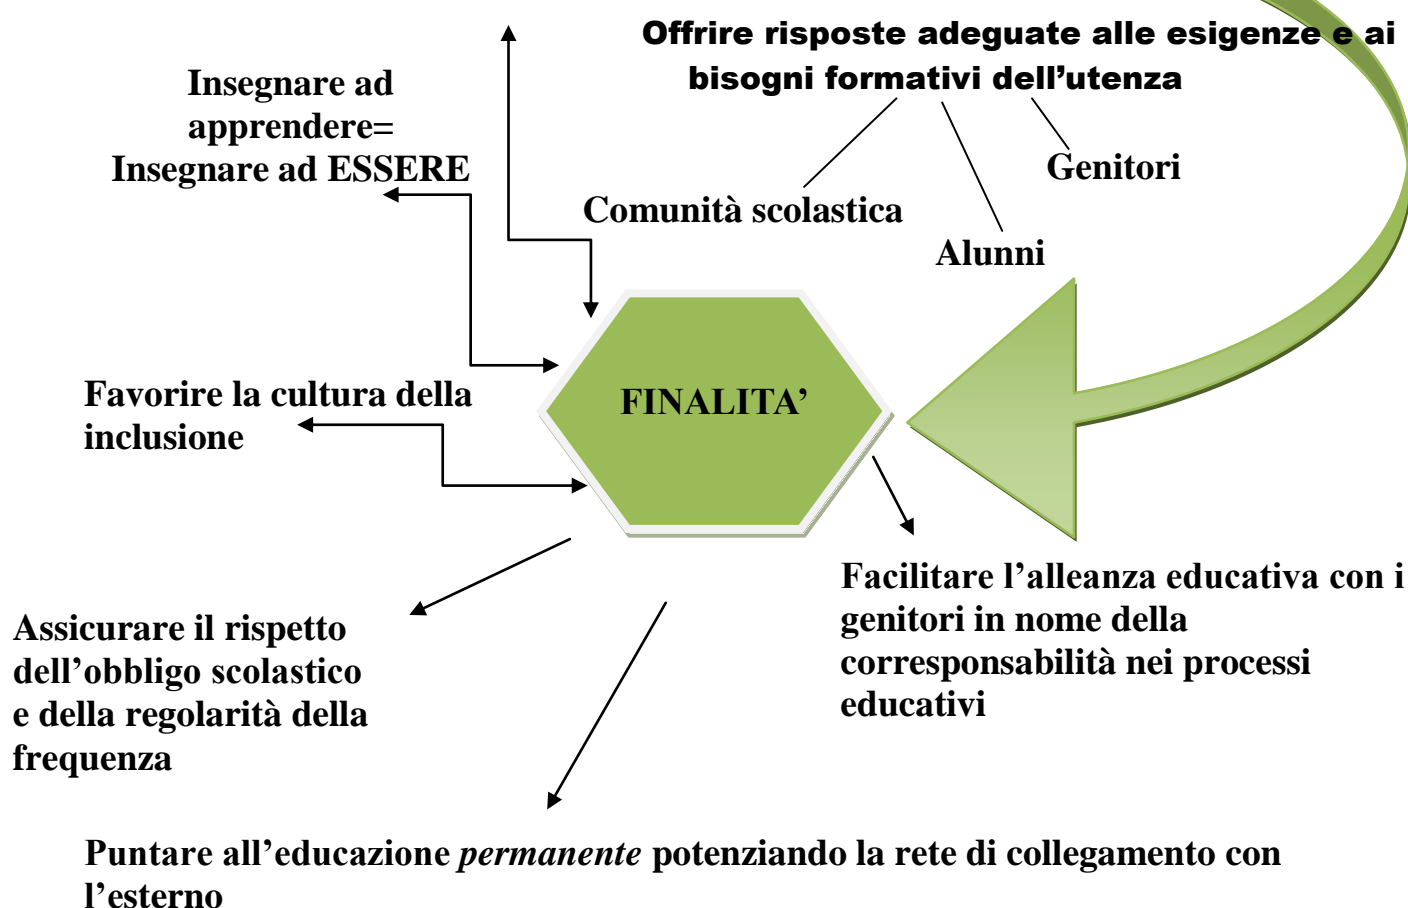 Offrire risposte adeguate alle esigenze e ai
bisogni formativi dell’utenza
Insegnare ad
apprendere=
Insegnare ad ESSERE
Genitori
Comunità scolastica
Alunni
FINALITA’
Favorire la cultura della
inclusione
Facilitare l’alleanza educativa con i
genitori in nome della
corresponsabilità nei processi
educativi
Assicurare il rispetto
dell’obbligo scolastico
e della regolarità della
frequenza
Puntare all’educazione permanente potenziando la rete di collegamento con
l’esterno